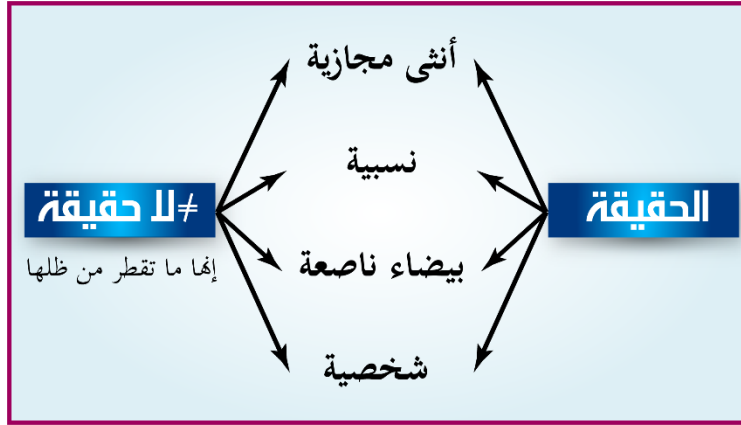 أنثى مجازية
نسبية
الحقيقة
≠لا حقيقة
إنها ما تقطر من ظلها
بيضاء ناصعة
شخصية